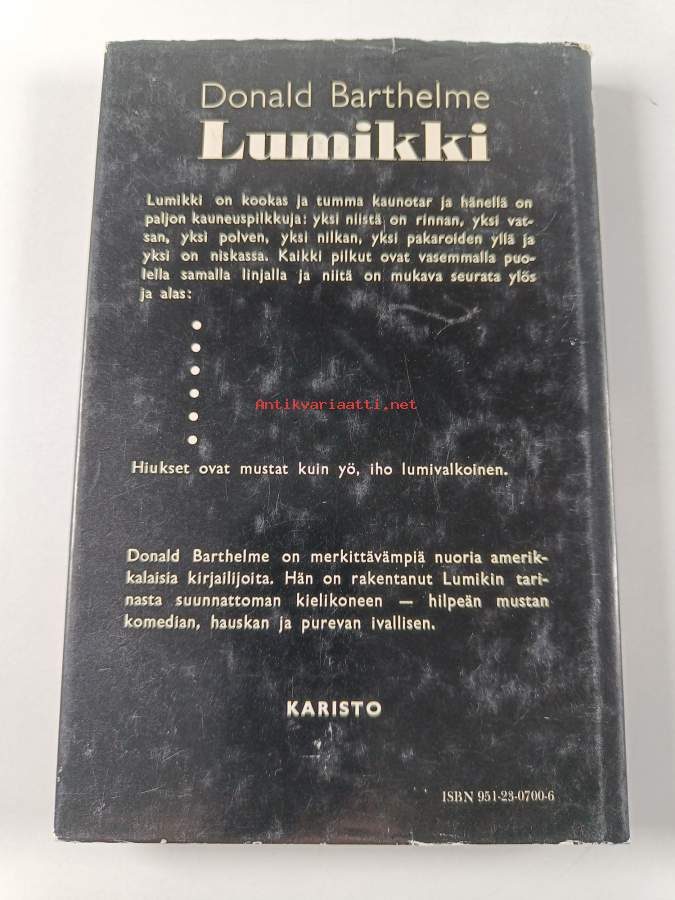 Donald Barthelme
Lumikki
Lumikki on kookas ja tumma kaunotar ja hänellä on
paljon kauneuspilkkuja: yksi niistä on rinnan, yksi vat-
san, yksi polven, yksi nilkan, yksi pakaroiden yllä ja
yksi on niskassa. Kaikki pilkut ovat vasemmalla puo-
lella samalla linjalla ja niitä on mukava seurata ylös
ja alas:
•
•
•
•
Antikvariaatti.net
•
•
Hiukset ovat mustat kuin yö, iho lumivalkoinen.
Donald Barthelme on merkittävämpiä nuoria amerik-
kalaisia kirjailijoita. Hän on rakentanut Lumikin tari-
nasta suunnattoman kielikoneen — hilpeän mustan
komedian, hauskan ja purevan ivallisen.
KARISTO
ISBN 951-23-0700-6